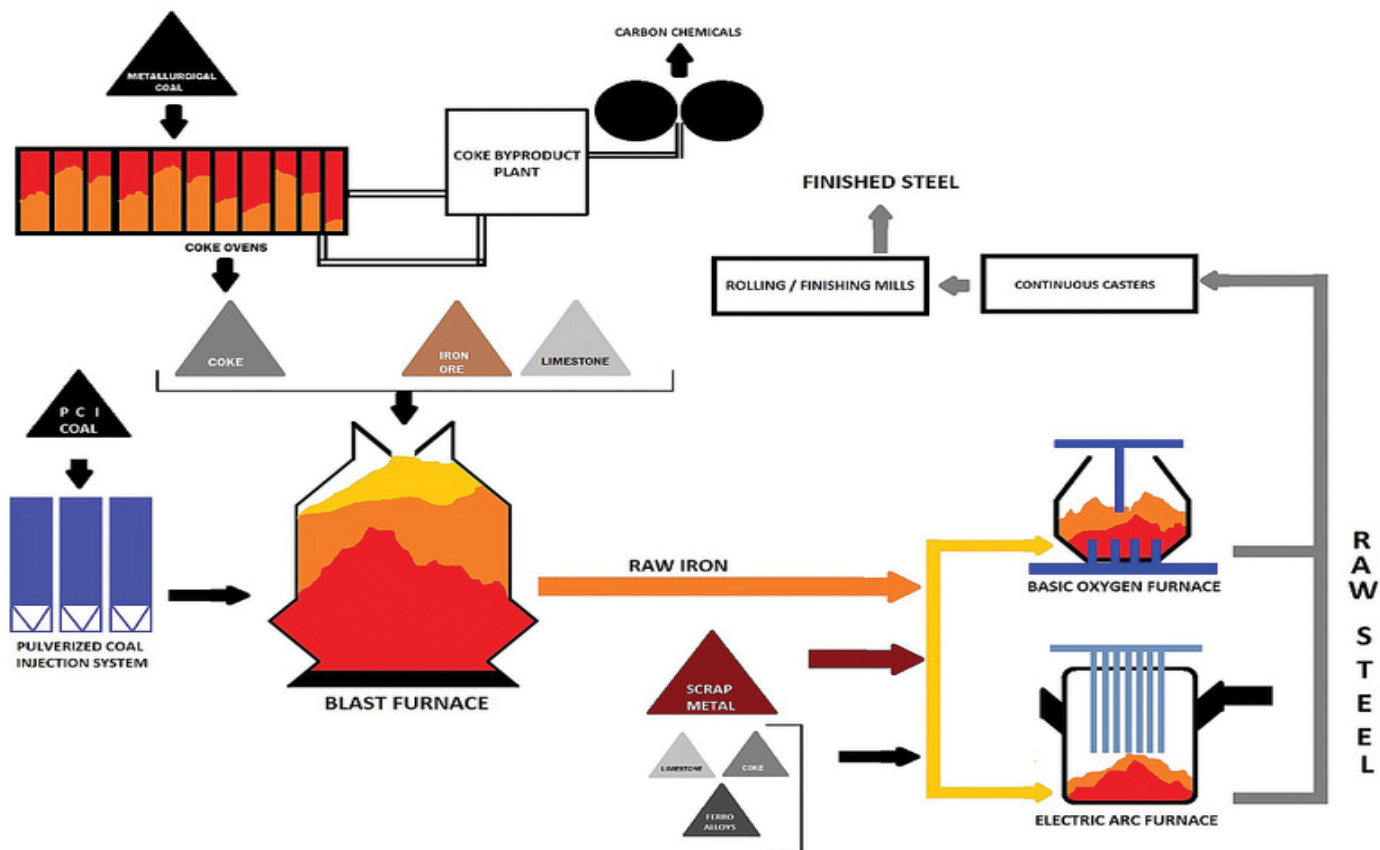 METALLURGICAL
COAL
CARBON CHEMICALS
COKE BYPRODUCT
PLANT
COKE OVENS
FINISHED STEEL
ROLLING / FINISHING MILLS
CONTINUOUS CASTERS
COKE
IRON
ORE
LIMESTONE
P C I
COAL
PULVERIZED COAL
INJECTION SYSTEM
BLAST FURNACE
RAW IRON
SCRAP
METAL
LIMESTONE
COKE
FERRO
ALLOYS
BASIC OXYGEN FURNACE
ELECTRIC ARC FURNACE
RAW STEEL